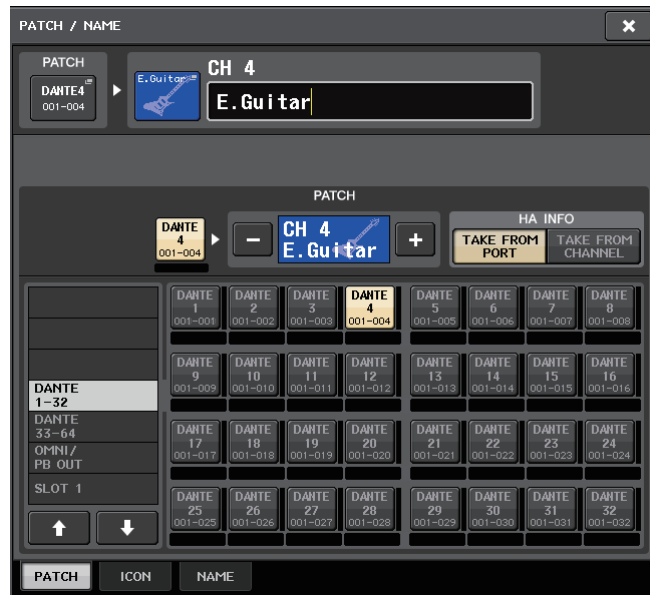 PATCH / NAME
PATCH
DANTE4
001-004
E.Guitar
CH 4
E.Guitar
PATCH
DANTE
4
001-004
CH 4
E.Guitar
HA INFO
TAKE FROM PORT
TAKE FROM CHANNEL
DANTE 1-32
DANTE 33-64
OMNI/ PB OUT
SLOT 1
DANTE 1 001-001
DANTE 2 001-002
DANTE 3 001-003
DANTE 4 001-004
DANTE 5 001-005
DANTE 6 001-006
DANTE 7 001-007
DANTE 8 001-008
DANTE 9 001-009
DANTE 10 001-010
DANTE 11 001-011
DANTE 12 001-012
DANTE 13 001-013
DANTE 14 001-014
DANTE 15 001-015
DANTE 16 001-016
DANTE 17 001-017
DANTE 18 001-018
DANTE 19 001-019
DANTE 20 001-020
DANTE 21 001-021
DANTE 22 001-022
DANTE 23 001-023
DANTE 24 001-024
DANTE 25 001-025
DANTE 26 001-026
DANTE 27 001-027
DANTE 28 001-028
DANTE 29 001-029
DANTE 30 001-030
DANTE 31 001-031
DANTE 32 001-032
PATCH
ICON
NAME